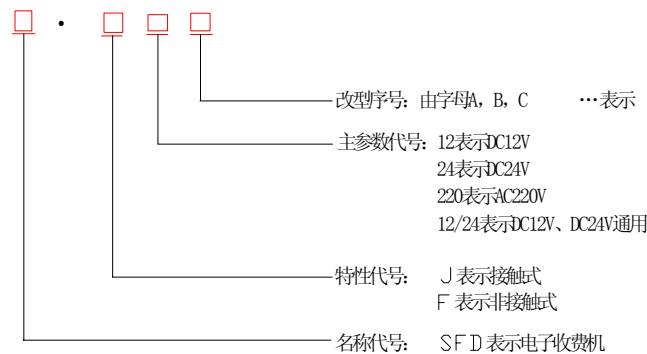 □·□□□
改型序号：由字母A，B，C …表示
主参数代号：12表示DC12V
24表示DC24V
220表示AC220V
12/24表示DC12V、DC24V通用
特性代号： J表示接触式
F表示非接触式
名称代号： SFD表示电子收费机